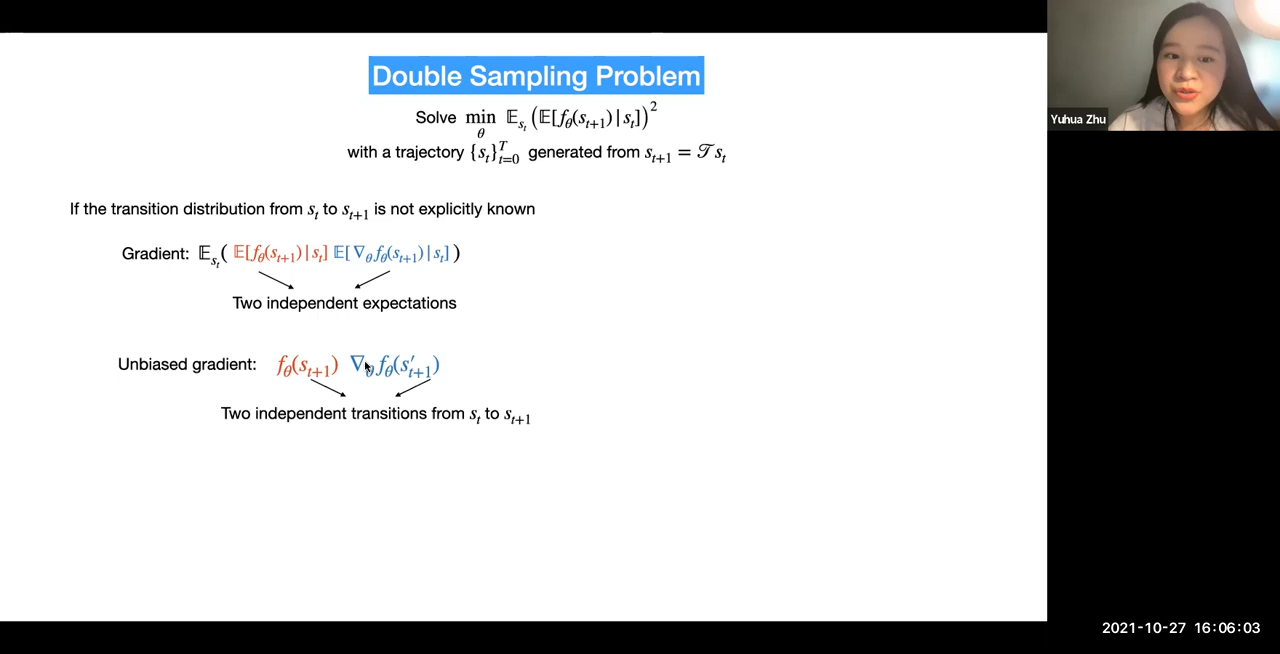 Double Sampling Problem
Solve min_θ 𝔼_{s_t} (𝔼[f_θ(s_{t+1}) | s_t])^2
with a trajectory {s_t}_{t=0}^T generated from s_{t+1} = 𝒯 s_t
If the transition distribution from s_t to s_{t+1} is not explicitly known
Gradient: 𝔼_{s_t}( 𝔼[f_θ(s_{t+1}) | s_t] 𝔼[∇_θ f_θ(s_{t+1}) | s_t] )
Two independent expectations
Unbiased gradient: f_θ(s_{t+1}) ∇_θ f_θ(s′_{t+1})
Two independent transitions from s_t to s_{t+1}
Yuhua Zhu
2021-10-27 16:06:03